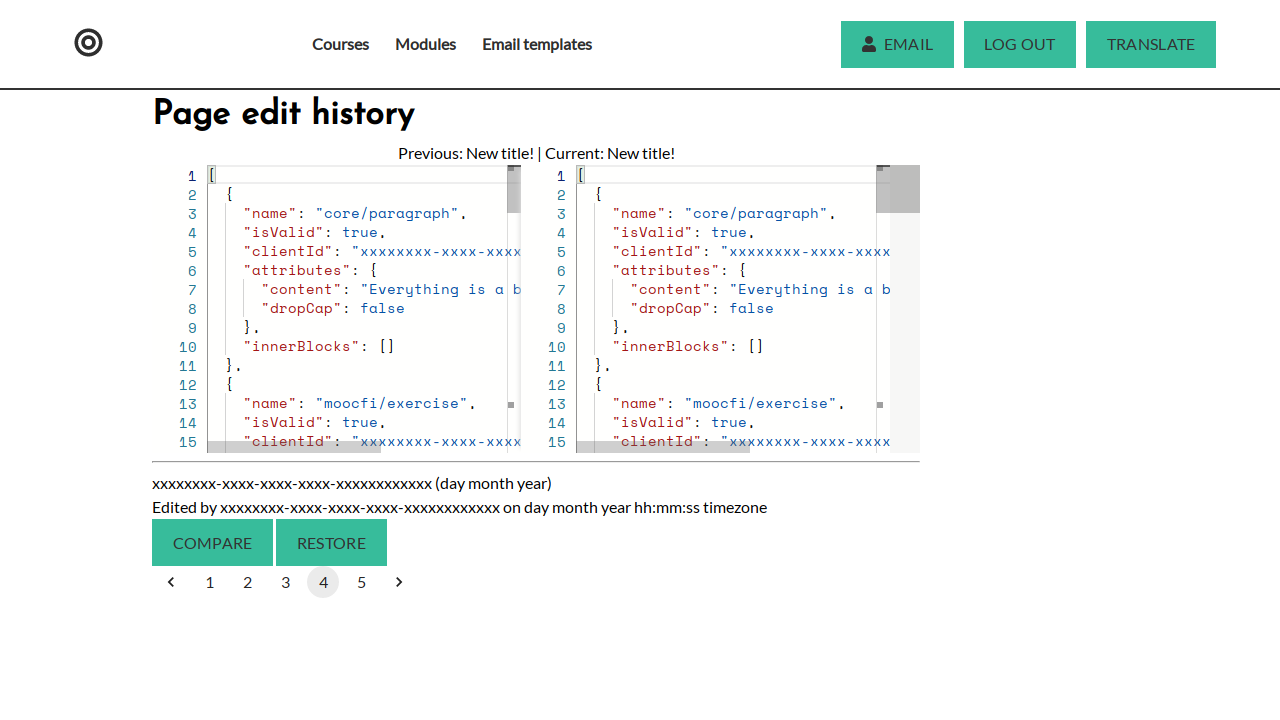 Courses Modules Email templates EMAIL LOG OUT TRANSLATE
Page edit history
Previous: New title! | Current: New title!
1 [
2 {
3 "name": "core/paragraph",
4 "isValid": true,
5 "clientId": "xxxxxxxx-xxxx-xxxx
6 "attributes": {
7 "content": "Everything is a b
8 "dropCap": false
9 },
10 "innerBlocks": []
11 },
12 {
13 "name": "moocfi/exercise",
14 "isValid": true,
15 "clientId": "xxxxxxxx-xxxx-xxxx
1 [
2 {
3 "name": "core/paragraph",
4 "isValid": true,
5 "clientId": "xxxxxxxx-xxxx-xxxx
6 "attributes": {
7 "content": "Everything is a b
8 "dropCap": false
9 },
10 "innerBlocks": []
11 },
12 {
13 "name": "moocfi/exercise",
14 "isValid": true,
15 "clientId": "xxxxxxxx-xxxx-xxxx
xxxxxxxx-xxxx-xxxx-xxxx-xxxxxxxxxxxx (day month year)
Edited by xxxxxxxx-xxxx-xxxx-xxxx-xxxxxxxxxxxx on day month year hh:mm:ss timezone
COMPARE RESTORE
1 2 3 4 5